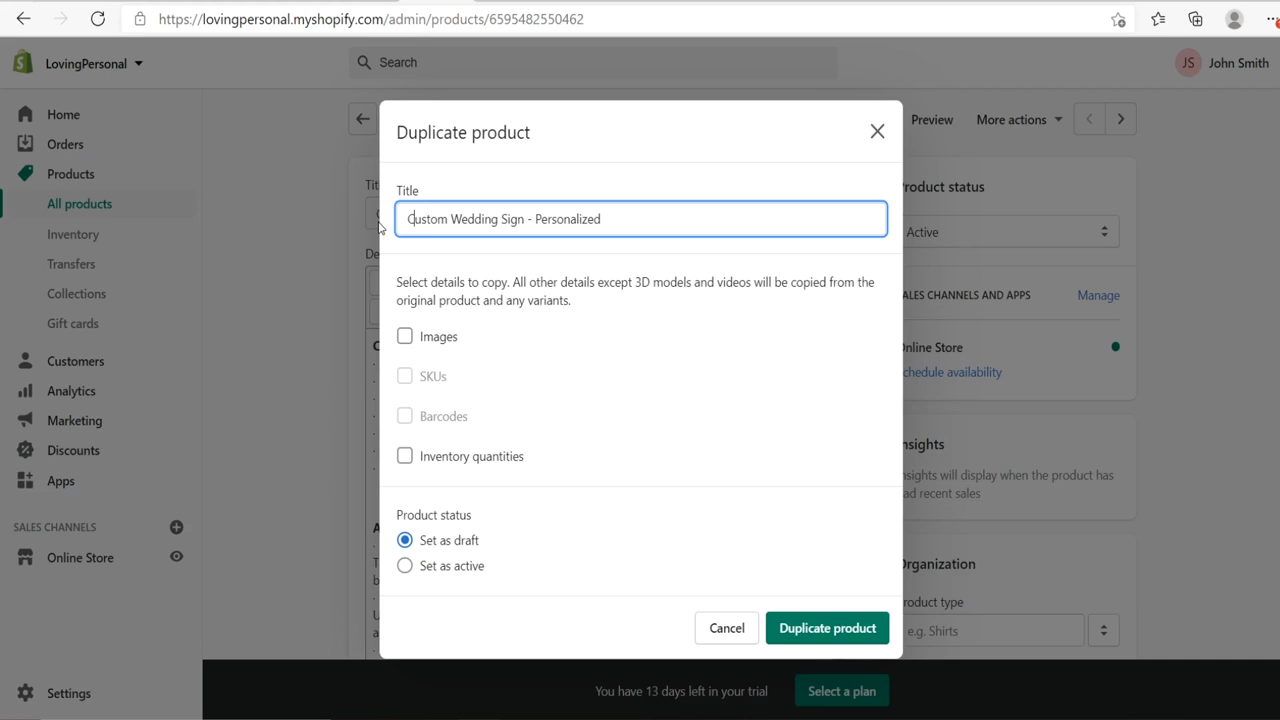 https://lovingpersonal.myshopify.com/admin/products/6595482550462
LovingPersonal
Search
JS John Smith
Home
Orders
Products
All products
Inventory
Transfers
Collections
Gift cards
Customers
Analytics
Marketing
Discounts
Apps
SALES CHANNELS
Online Store
Settings
Preview
More actions
Duplicate product
Title
Custom Wedding Sign - Personalized
Select details to copy. All other details except 3D models and videos will be copied from the
original product and any variants.
Images
SKUs
Barcodes
Inventory quantities
Product status
Set as draft
Set as active
Cancel Duplicate product
roduct status
Active
ALES CHANNELS AND APPS Manage
Online Store
chedule availability
nsights
sights will display when the product has
ad recent sales
Organization
roduct type
e.g. Shirts
You have 13 days left in your trial Select a plan